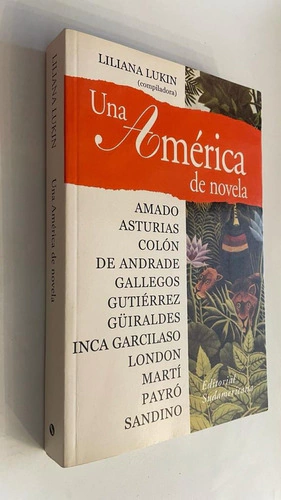 LILIANA LUKIN
(compiladora)
Una América
de novela
AMADO
ASTURIAS
COLÓN
DE ANDRADE
GALLEGOS
GUTIÉRREZ
GÜIRALDES
INCA GARCILASO
LONDON
MARTÍ
PAYRÓ
SANDINO
Editorial
Sudamericana
LILIANA LUKIN
Una América de novela